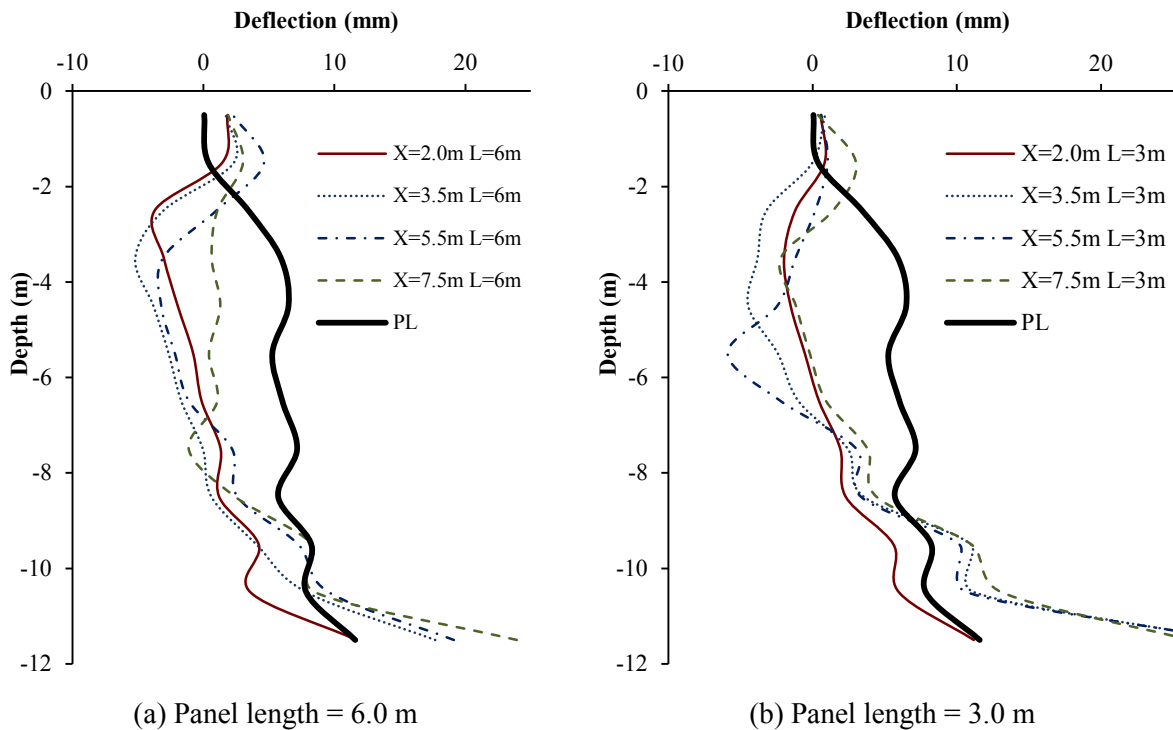 Deflection (mm)
-10 0 10 20
0
-2
-4
-6
-8
-10
-12
Depth (m)
X=2.0m L=6m
X=3.5m L=6m
X=5.5m L=6m
X=7.5m L=6m
PL
(a) Panel length = 6.0 m
Deflection (mm)
-10 0 10 20
0
-2
-4
-6
-8
-10
-12
Depth (m)
X=2.0m L=3m
X=3.5m L=3m
X=5.5m L=3m
X=7.5m L=3m
PL
(b) Panel length = 3.0 m